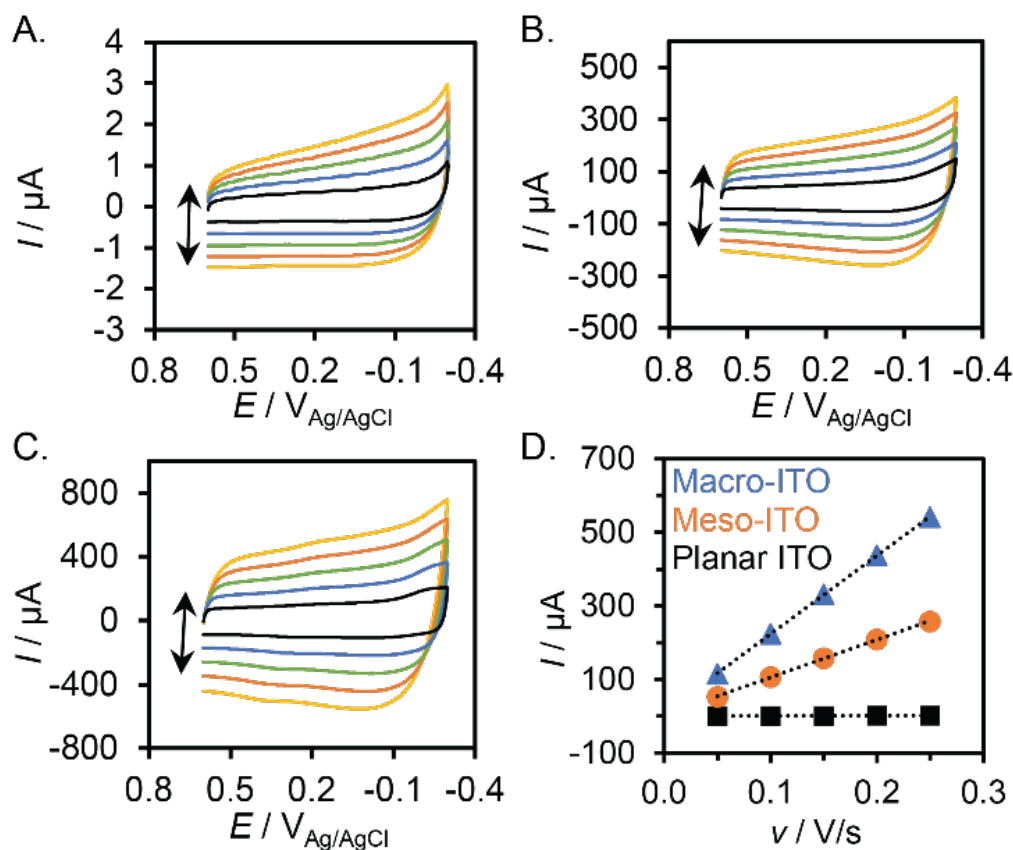 A.
4
3
2
1
0
-1
-2
-3
I / µA
0.8 0.5 0.2 -0.1 -0.4
E / V Ag/AgCl
B.
500
300
100
-100
-300
-500
I / µA
0.8 0.5 0.2 -0.1 -0.4
E / V Ag/AgCl
C.
800
400
0
-400
-800
I / µA
0.8 0.5 0.2 -0.1 -0.4
E / V Ag/AgCl
D.
700
500
300
100
-100
I / µA
Macro-ITO
Meso-ITO
Planar ITO
0.0 0.1 0.2 0.3
v / V/s